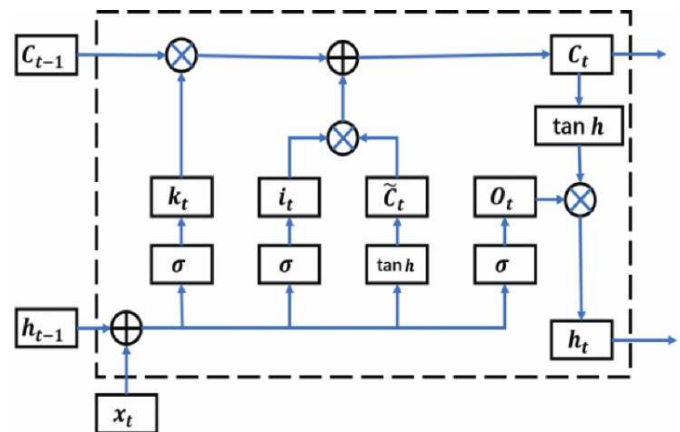 C_{t-1}
C_t
tan h
k_t
i_t
C̃_t
O_t
σ
σ
tan h
σ
h_{t-1}
h_t
x_t